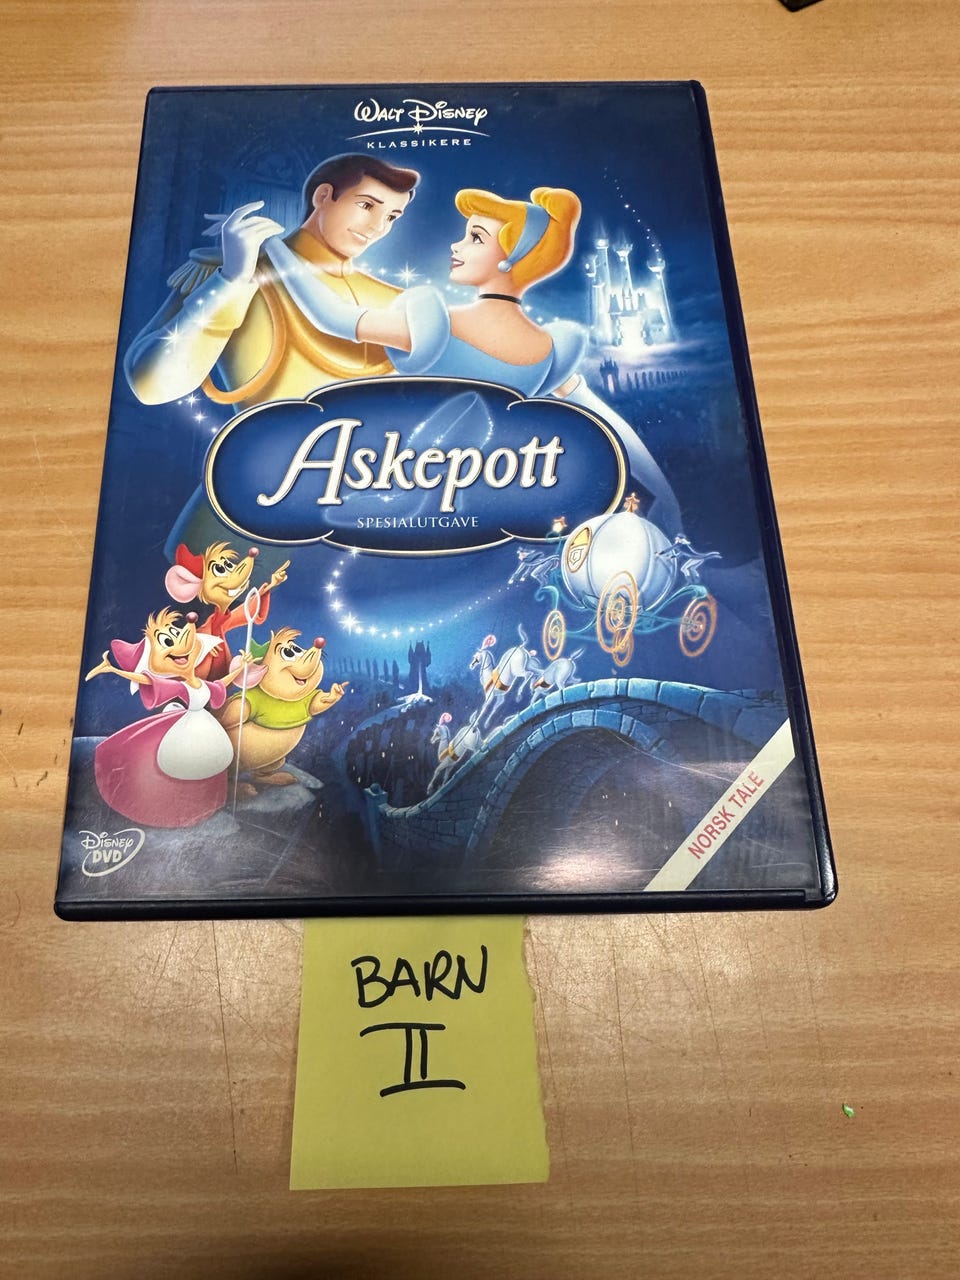 WALT DISNEY
KLASSIKERE
Askepott
SPESIALUTGAVE
NORSK TALE
DISNEY
DVD
BARN
II